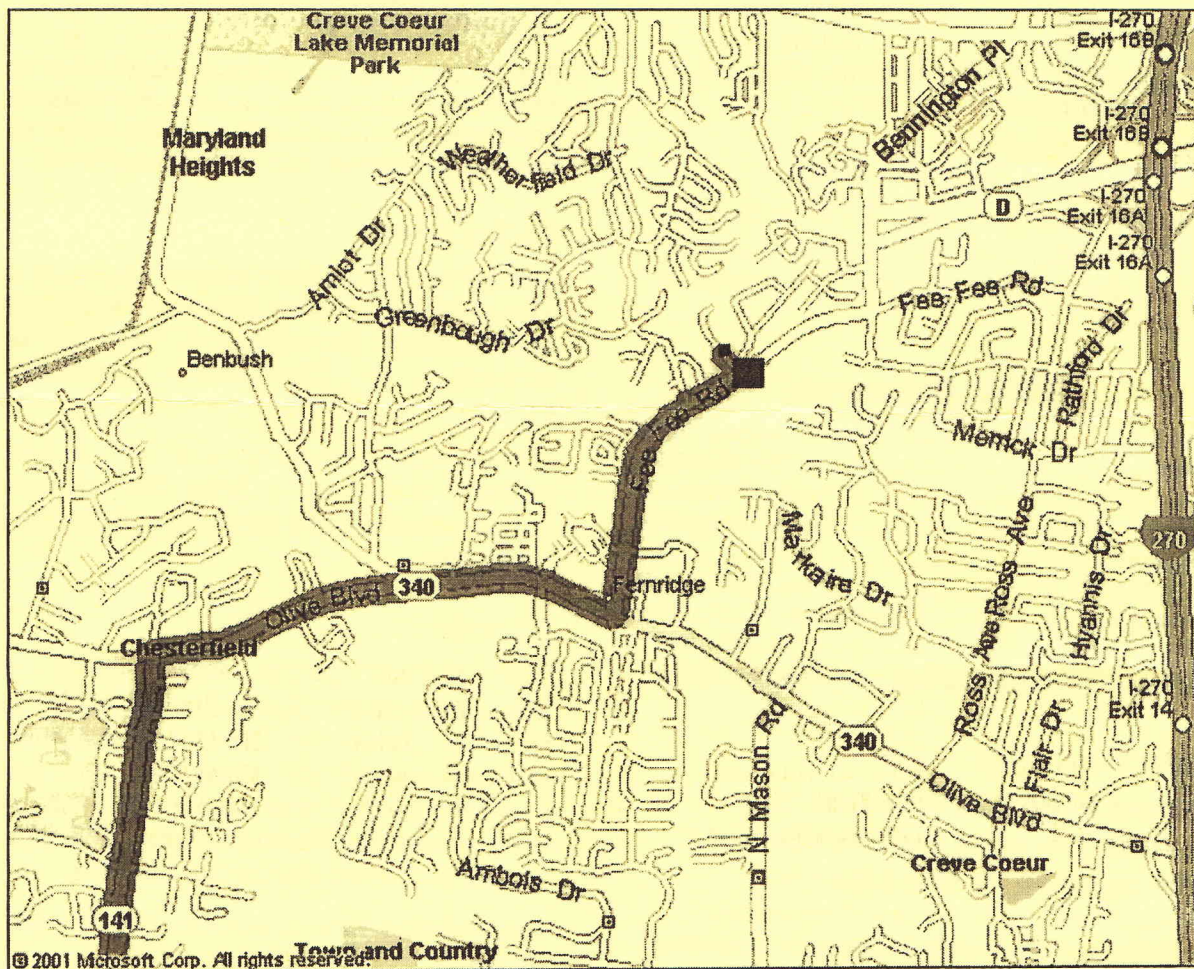 Creve Coeur
Lake Memorial
Park
I-270
Exit 16B
Bennington Pl
I-270
Exit 16B
Maryland
Heights
Weatherfield Dr
I-270
Exit 16A
D
I-270
Exit 16A
Amiot Dr
Fee Fee Rd
Greenbough Dr
Rathford Dr
Benbush
Fee Fee Rd
Merrick Dr
Ross Ave
270
Markaire Dr
Hyannis Dr
340
Fernridge
Olive Blvd
Chesterfield
Ross Ave
I-270
Exit 14
N Mason Rd
340
Flair Dr
Olive Blvd
Creve Coeur
Ambois Dr
141
Town and Country
© 2001 Microsoft Corp. All rights reserved.